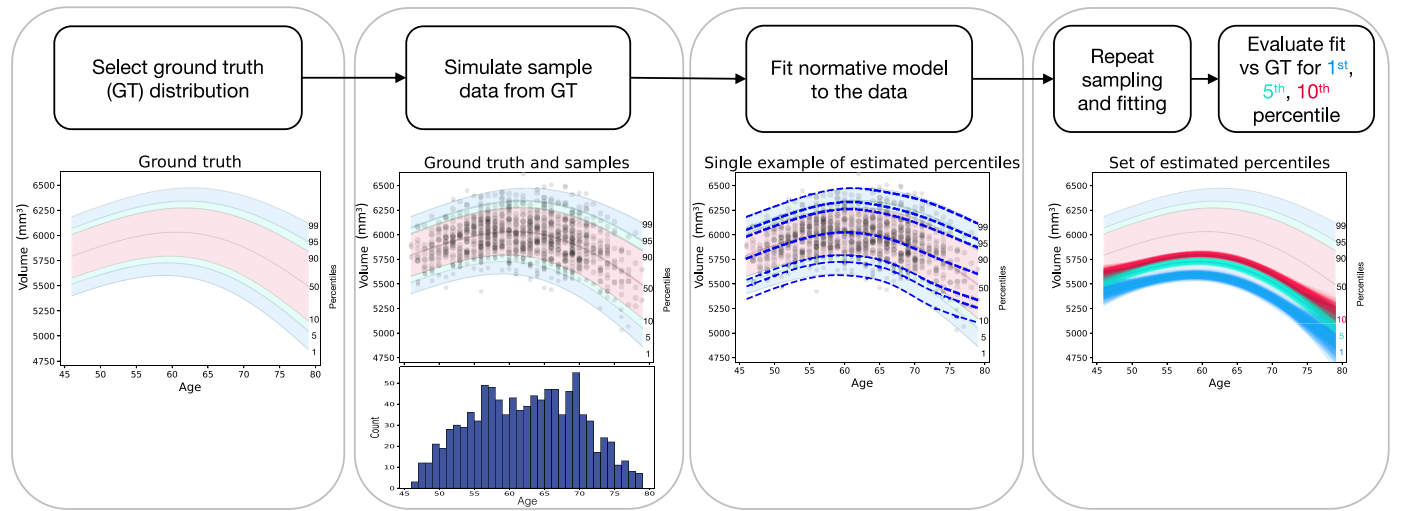 Select ground truth
(GT) distribution
Simulate sample
data from GT
Fit normative model
to the data
Repeat
sampling
and fitting
Evaluate fit
vs GT for 1st,
5th, 10th
percentile
Ground truth
Volume (mm³)
6500
6250
6000
5750
5500
5250
5000
4750
99
95
90
50
10
5
1
Percentiles
45 50 55 60 65 70 75 80
Age
Ground truth and samples
Volume (mm³)
6500
6250
6000
5750
5500
5250
5000
4750
99
95
90
50
10
5
1
Percentiles
Count
50
40
30
20
10
0
45 50 55 60 65 70 75 80
Age
Single example of estimated percentiles
Volume (mm³)
6500
6250
6000
5750
5500
5250
5000
4750
99
95
90
50
10
5
1
Percentiles
45 50 55 60 65 70 75 80
Age
Set of estimated percentiles
Volume (mm³)
6500
6250
6000
5750
5500
5250
5000
4750
99
95
90
50
10
5
1
Percentiles
45 50 55 60 65 70 75 80
Age